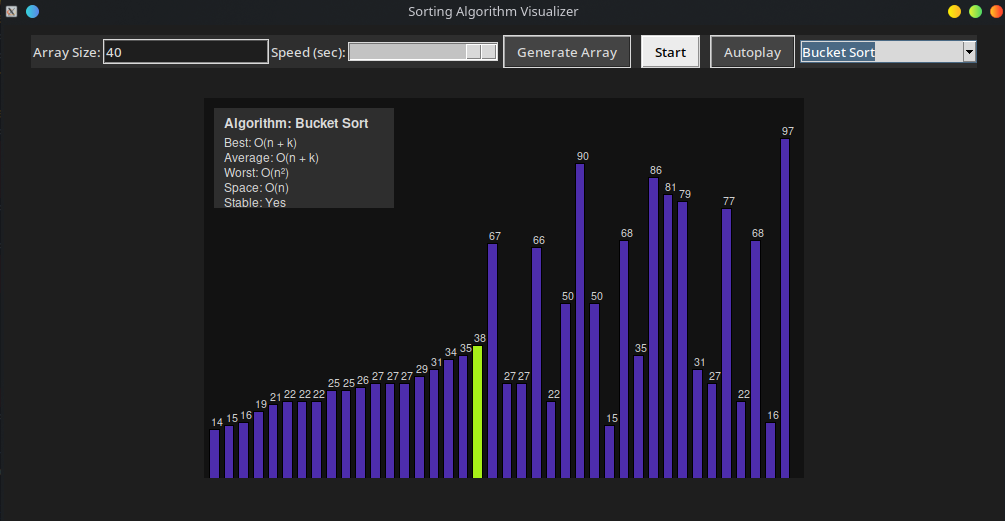 Sorting Algorithm Visualizer
Array Size: 40 Speed (sec): Generate Array Start Autoplay Bucket Sort
Algorithm: Bucket Sort
Best: O(n + k)
Average: O(n + k)
Worst: O(n²)
Space: O(n)
Stable: Yes
14 15 16 19 21 22 22 22 25 25 26 27 27 27 29 31 34 35 38 67 27 27 66 22 50 90 50 15 68 35 86 81 79 31 27 77 22 68 16 97